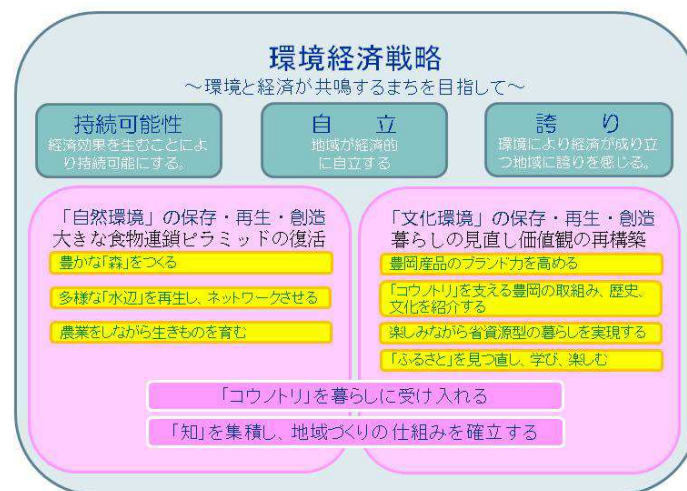 環境経済戦略
～環境と経済が共鳴するまちを目指して～
持続可能性
経済効果を生むことによ
り持続可能にする。
自 立
地域が経済的
に自立する
誇 り
環境により経済が成り立
つ地域に誇りを感じる。
「自然環境」の保存・再生・創造
大きな食物連鎖ピラミッドの復活
豊かな「森」をつくる
多様な「水辺」を再生し、ネットワークさせる
農業をしながら生きものを育む
「文化環境」の保存・再生・創造
暮らしの見直し価値観の再構築
豊岡産品のブランド力を高める
「コウノトリ」を支える豊岡の取組み、歴史、
文化を紹介する
楽しみながら省資源型の暮らしを実現する
「ふるさと」を見つ直し、学び、楽しむ
「コウノトリ」を暮らしに受け入れる
「知」を集積し、地域づくりの仕組みを確立する